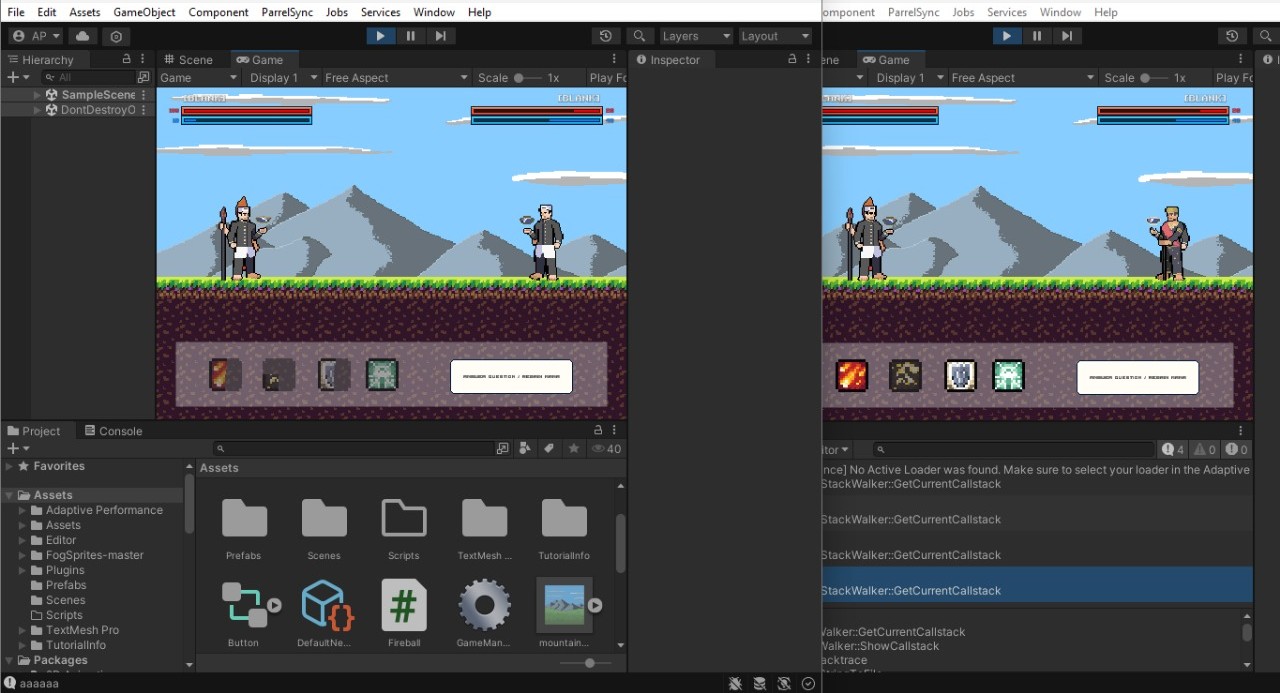 File Edit Assets GameObject Component ParrelSync Jobs Services Window Help
AP Layers Layout
Hierarchy Scene Game Inspector
All Game Display 1 Free Aspect Scale 1x Play Fo
SampleScene
DontDestroyO
[BLANK]
ANSWER QUESTION / REGAIN MANA
Project Console
40
Favorites
Assets
Adaptive Performance
Assets
Editor
FogSprites-master
Plugins
Prefabs
Scenes
Scripts
TextMesh Pro
TutorialInfo
Packages
Assets
Prefabs Scenes Scripts TextMesh ... TutorialInfo
Button DefaultNe... Fireball GameMan... mountain...
aaaaaa
omponent ParrelSync Jobs Services Window Help
ene Game
Display 1 Free Aspect Scale 1x Play Fo
[BLANK]
ANSWER QUESTION / REGAIN MANA
itor 4 0 0
nce] No Active Loader was found. Make sure to select your loader in the Adaptive
StackWalker::GetCurrentCallstack
StackWalker::GetCurrentCallstack
StackWalker::GetCurrentCallstack
StackWalker::GetCurrentCallstack
Walker::GetCurrentCallstack
Walker::ShowCallstack
acktrace